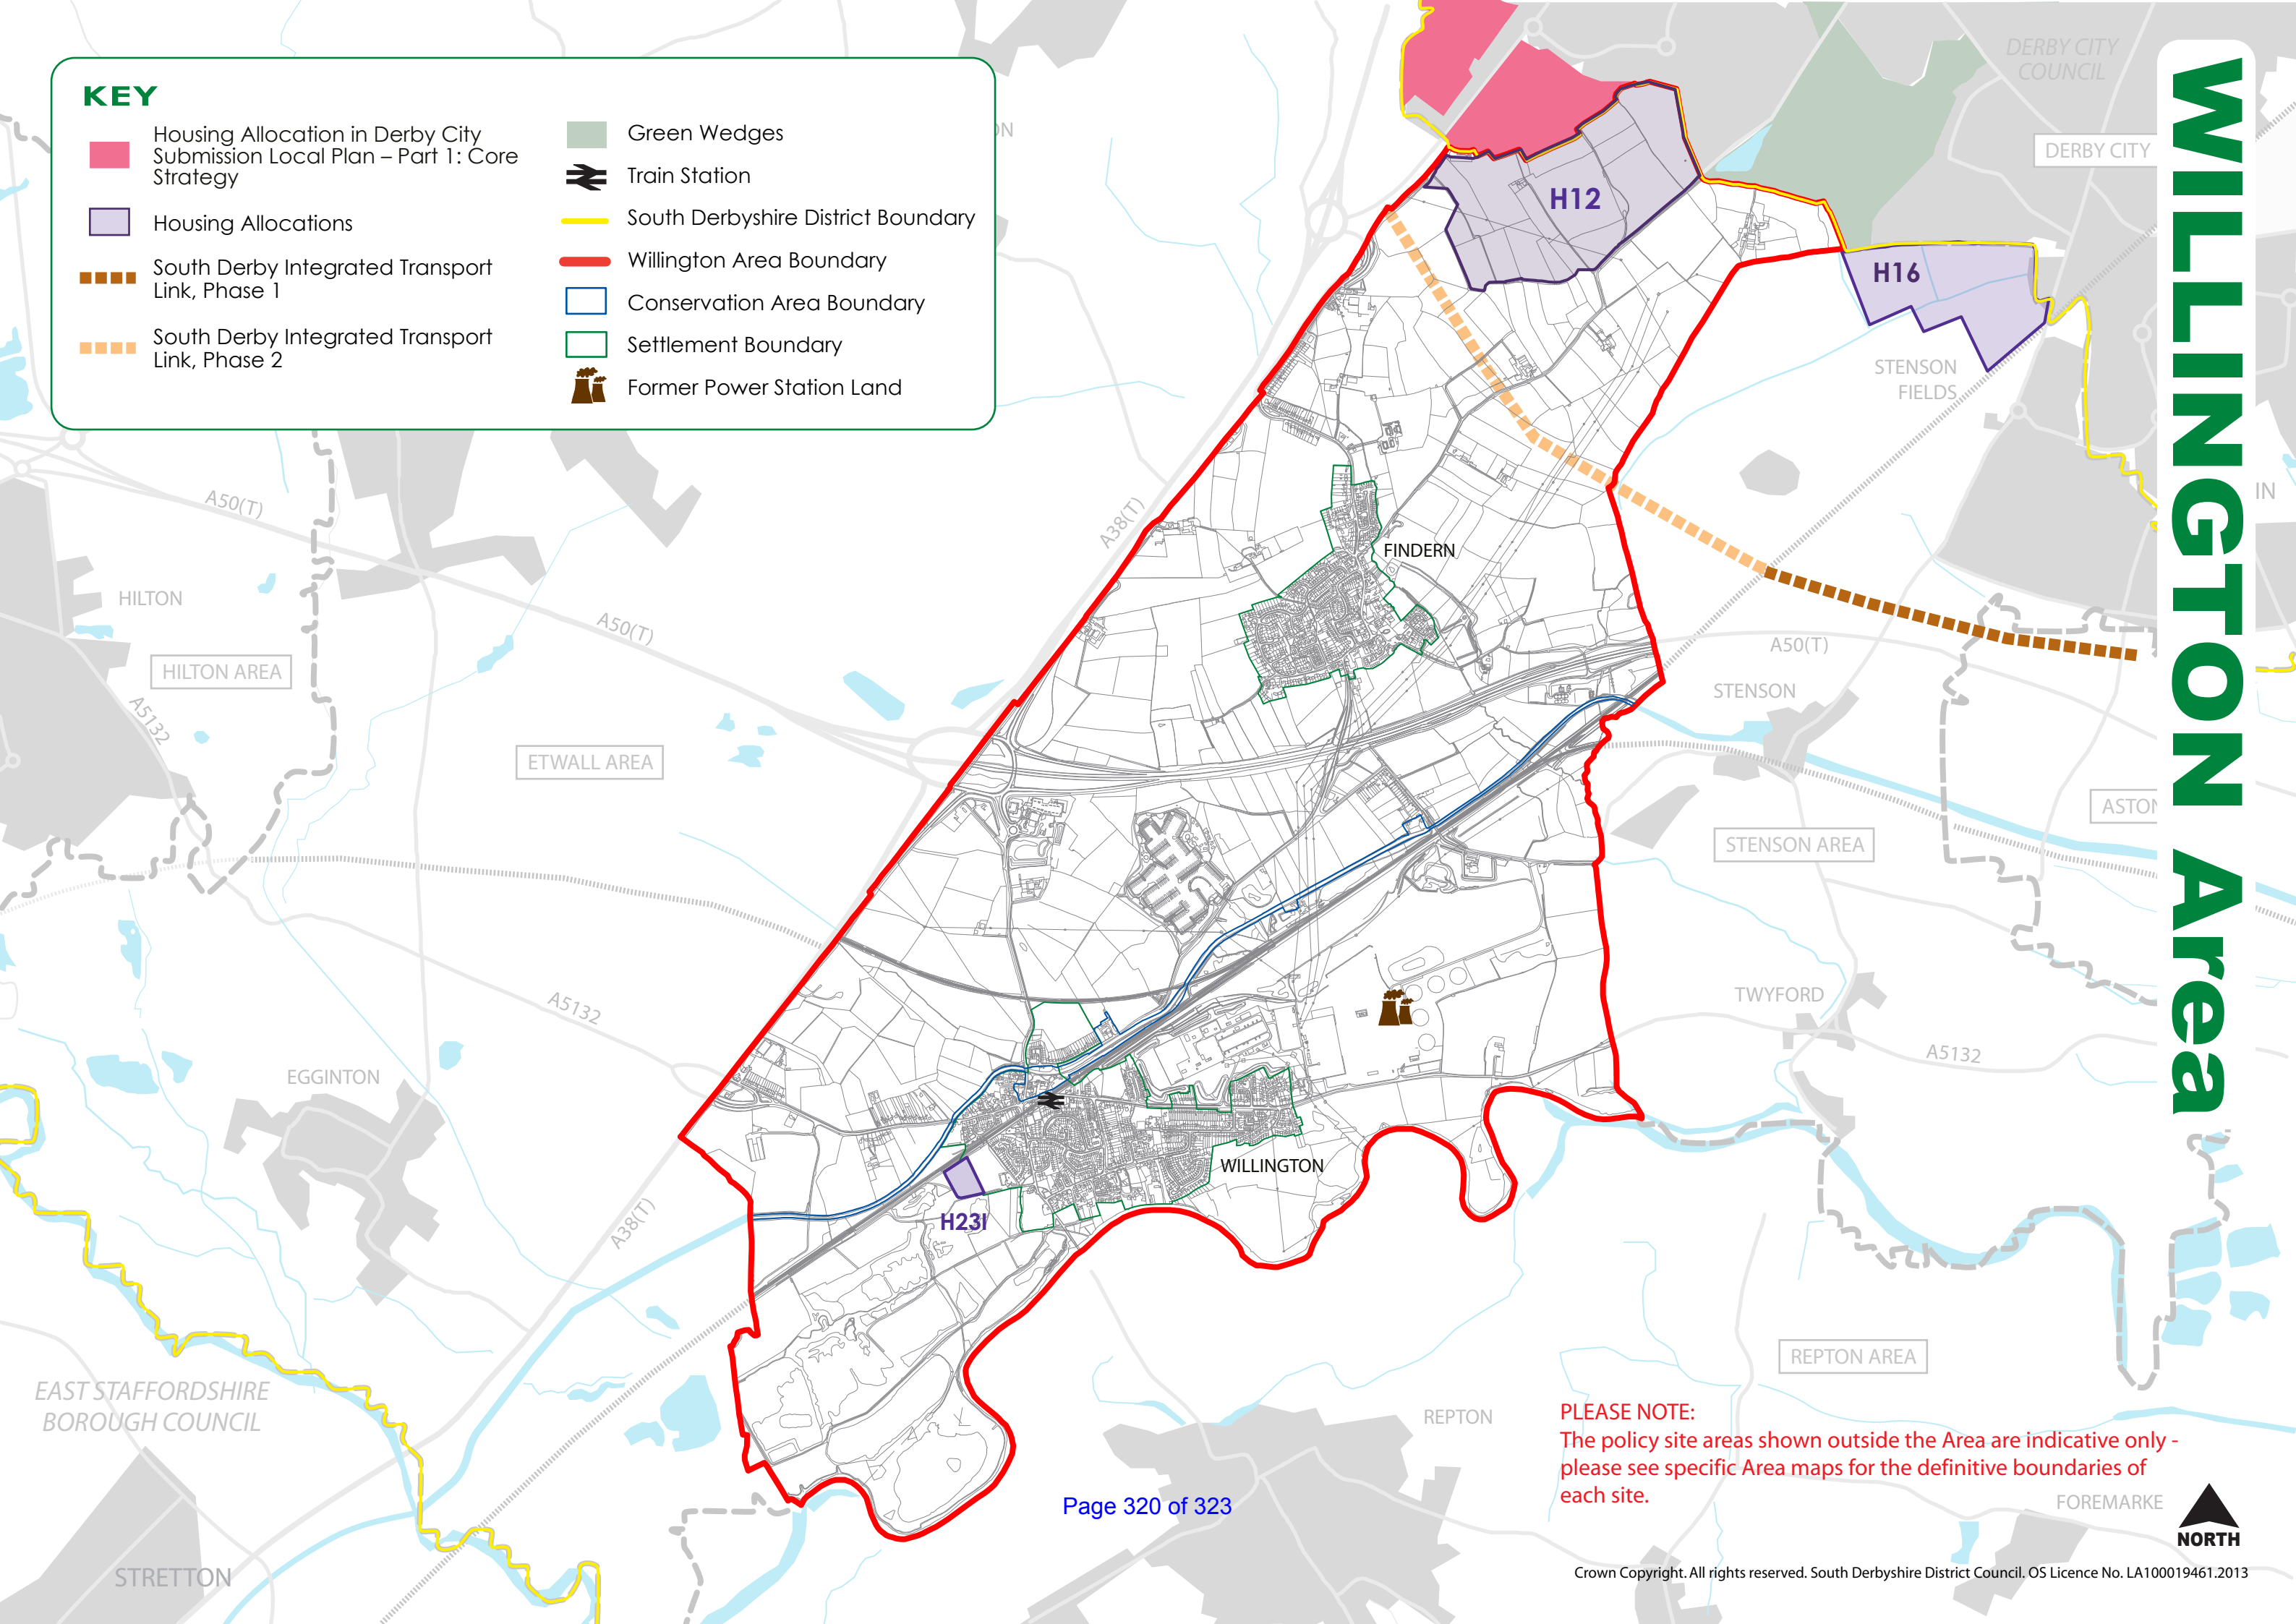 KEY
Housing Allocation in Derby City
Submission Local Plan – Part 1: Core
Strategy
Housing Allocations
South Derby Integrated Transport
Link, Phase 1
South Derby Integrated Transport
Link, Phase 2
Green Wedges
Train Station
South Derbyshire District Boundary
Willington Area Boundary
Conservation Area Boundary
Settlement Boundary
Former Power Station Land
WILLINGTON Area
DERBY CITY
COUNCIL
DERBY CITY
H12
H16
STENSON
FIELDS
A50(T)
A38(T)
FINDERN
HILTON
A50(T)
HILTON AREA
A5132
A50(T)
STENSON
ETWALL AREA
ASTON
STENSON AREA
TWYFORD
A5132
A5132
EGGINTON
WILLINGTON
H23I
A38(T)
REPTON AREA
EAST STAFFORDSHIRE
BOROUGH COUNCIL
REPTON
PLEASE NOTE:
The policy site areas shown outside the Area are indicative only -
please see specific Area maps for the definitive boundaries of
each site.
FOREMARKE
Page 320 of 323
NORTH
STRETTON
Crown Copyright. All rights reserved. South Derbyshire District Council. OS Licence No. LA100019461.2013